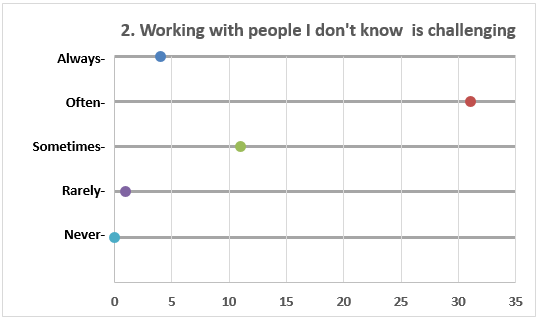 2. Working with people I don't know  is challenging
Always-
Often-
Sometimes-
Rarely-
Never-
0 5 10 15 20 25 30 35